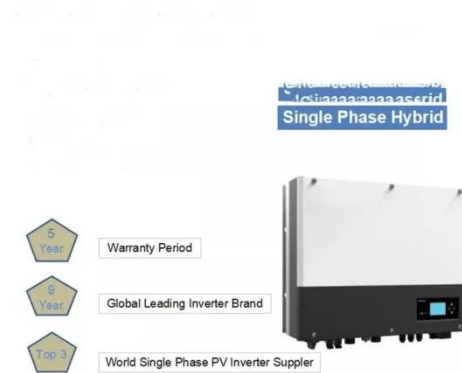 Single Phase Hybrid
5
Year
Warranty Period
9
Year
Global Leading Inverter Brand
Top 3
World Single Phase PV Inverter Suppler